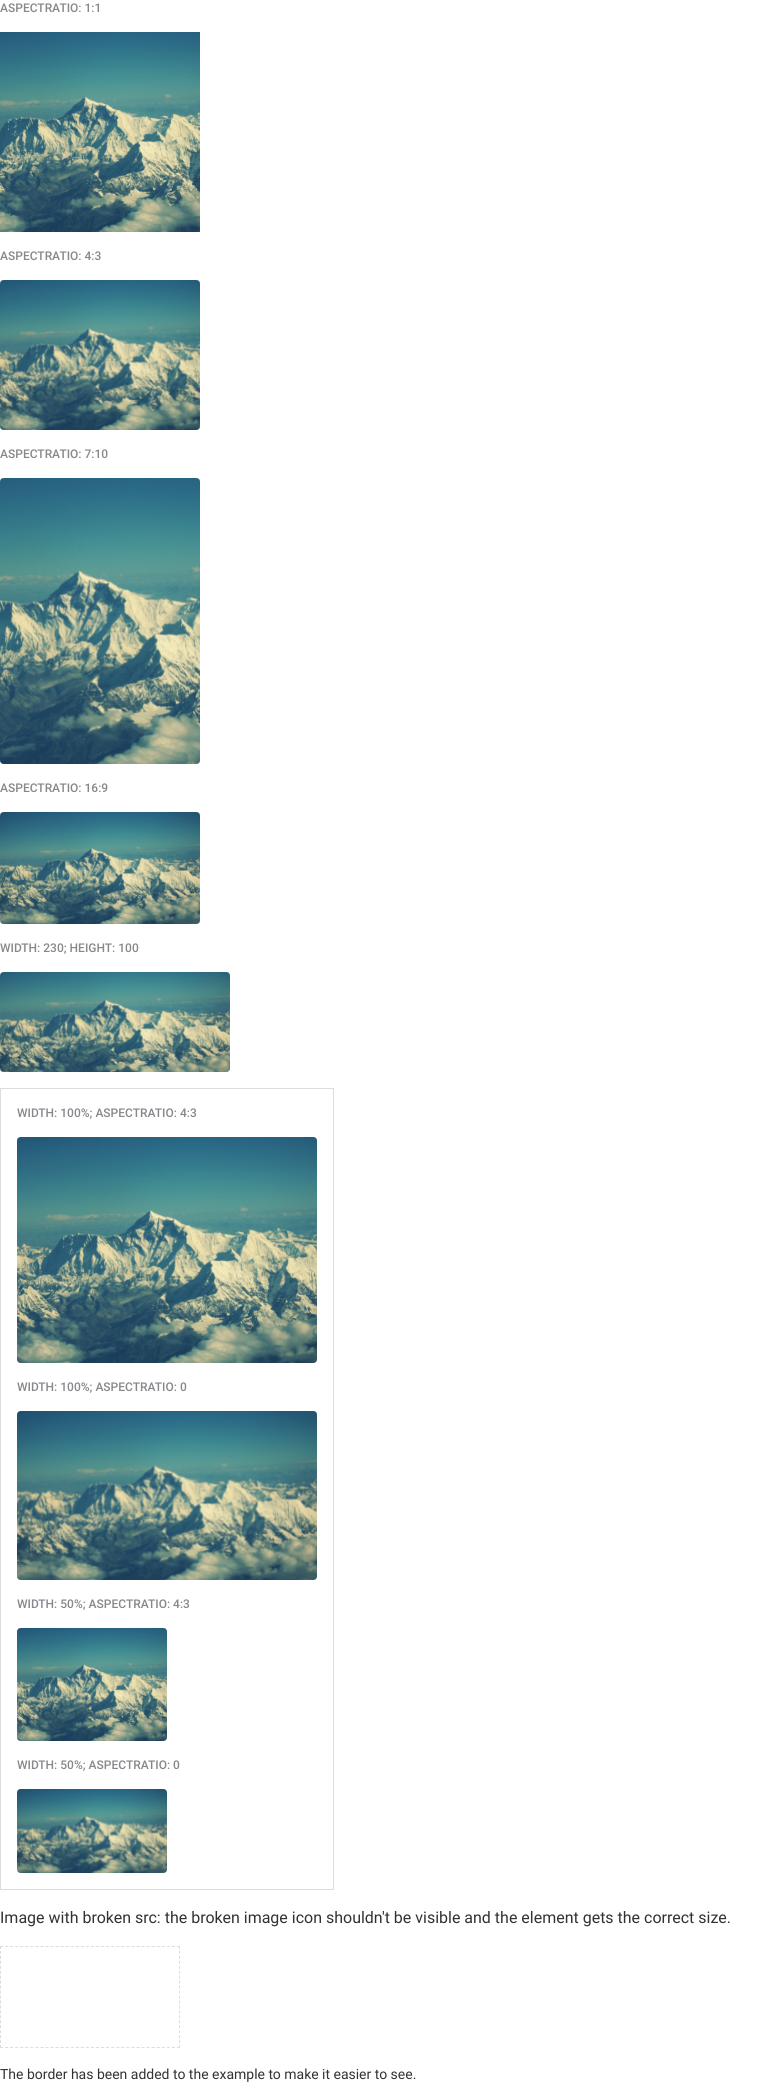 ASPECTRATIO: 1:1
ASPECTRATIO: 4:3
ASPECTRATIO: 7:10
ASPECTRATIO: 16:9
WIDTH: 230; HEIGHT: 100
WIDTH: 100%; ASPECTRATIO: 4:3
WIDTH: 100%; ASPECTRATIO: 0
WIDTH: 50%; ASPECTRATIO: 4:3
WIDTH: 50%; ASPECTRATIO: 0
Image with broken src: the broken image icon shouldn't be visible and the element gets the correct size.
The border has been added to the example to make it easier to see.